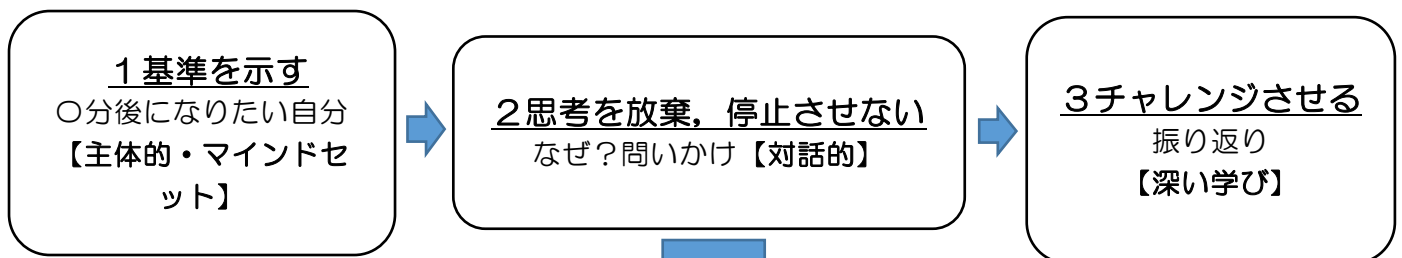 １基準を示す
〇分後になりたい自分
【主体的・マインドセ
ット】
２思考を放棄，停止させない
なぜ？問いかけ【対話的】
３チャレンジさせる
振り返り
【深い学び】